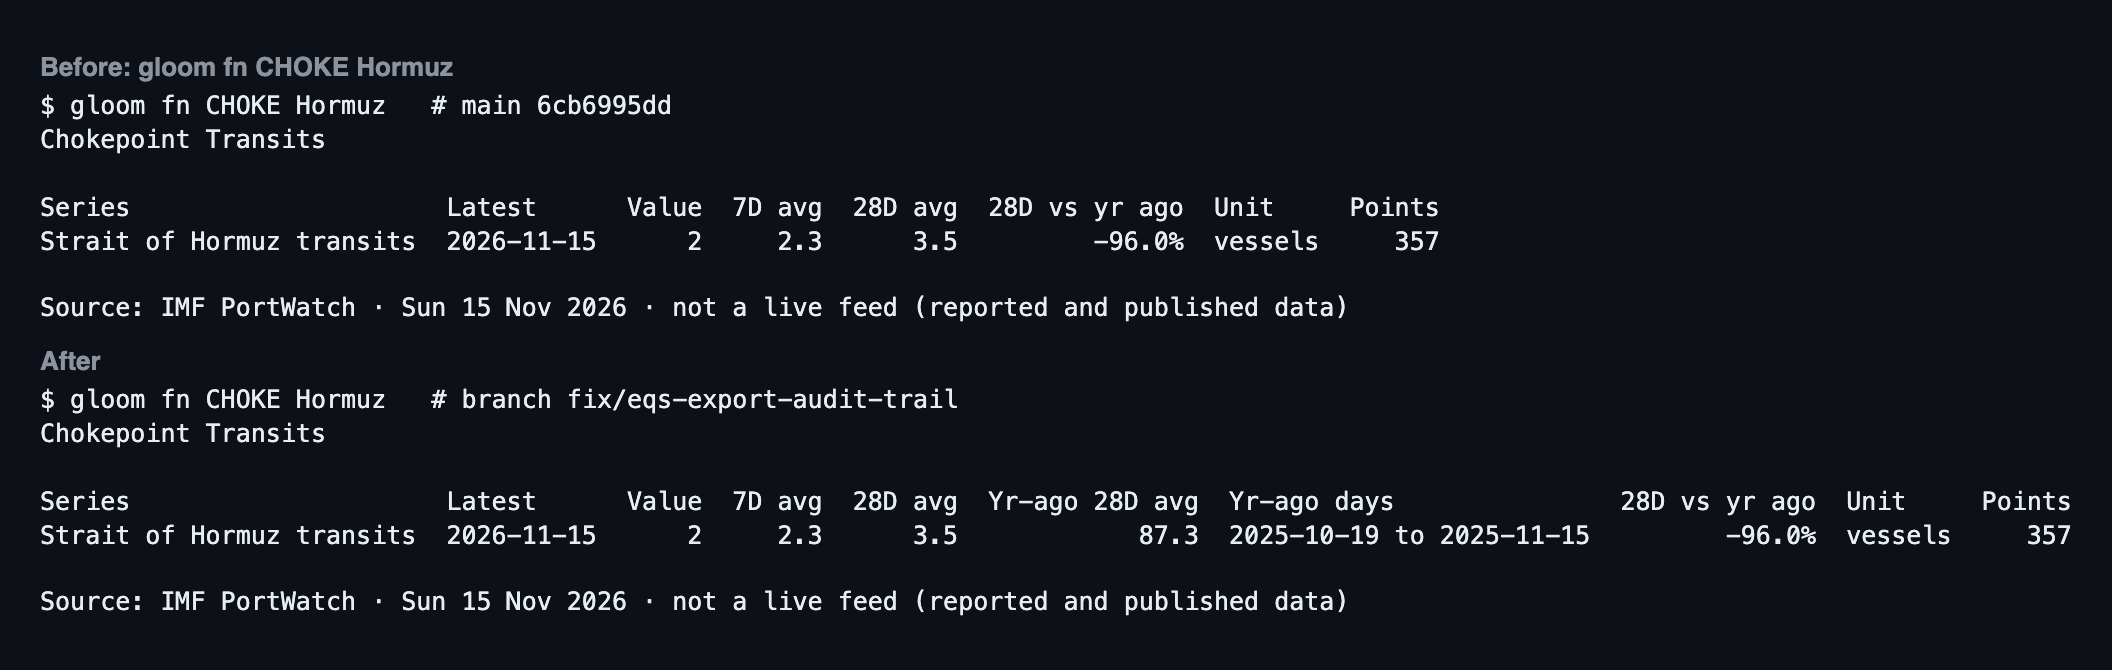 Before: gloom fn CHOKE Hormuz
$ gloom fn CHOKE Hormuz   # main 6cb6995dd
Chokepoint Transits
Series                     Latest      Value  7D avg  28D avg  28D vs yr ago  Unit     Points
Strait of Hormuz transits  2026-11-15      2     2.3      3.5         -96.0%  vessels     357
Source: IMF PortWatch · Sun 15 Nov 2026 · not a live feed (reported and published data)
After
$ gloom fn CHOKE Hormuz   # branch fix/eqs-export-audit-trail
Chokepoint Transits
Series                     Latest      Value  7D avg  28D avg  Yr-ago 28D avg  Yr-ago days               28D vs yr ago  Unit     Points
Strait of Hormuz transits  2026-11-15      2     2.3      3.5            87.3  2025-10-19 to 2025-11-15         -96.0%  vessels     357
Source: IMF PortWatch · Sun 15 Nov 2026 · not a live feed (reported and published data)